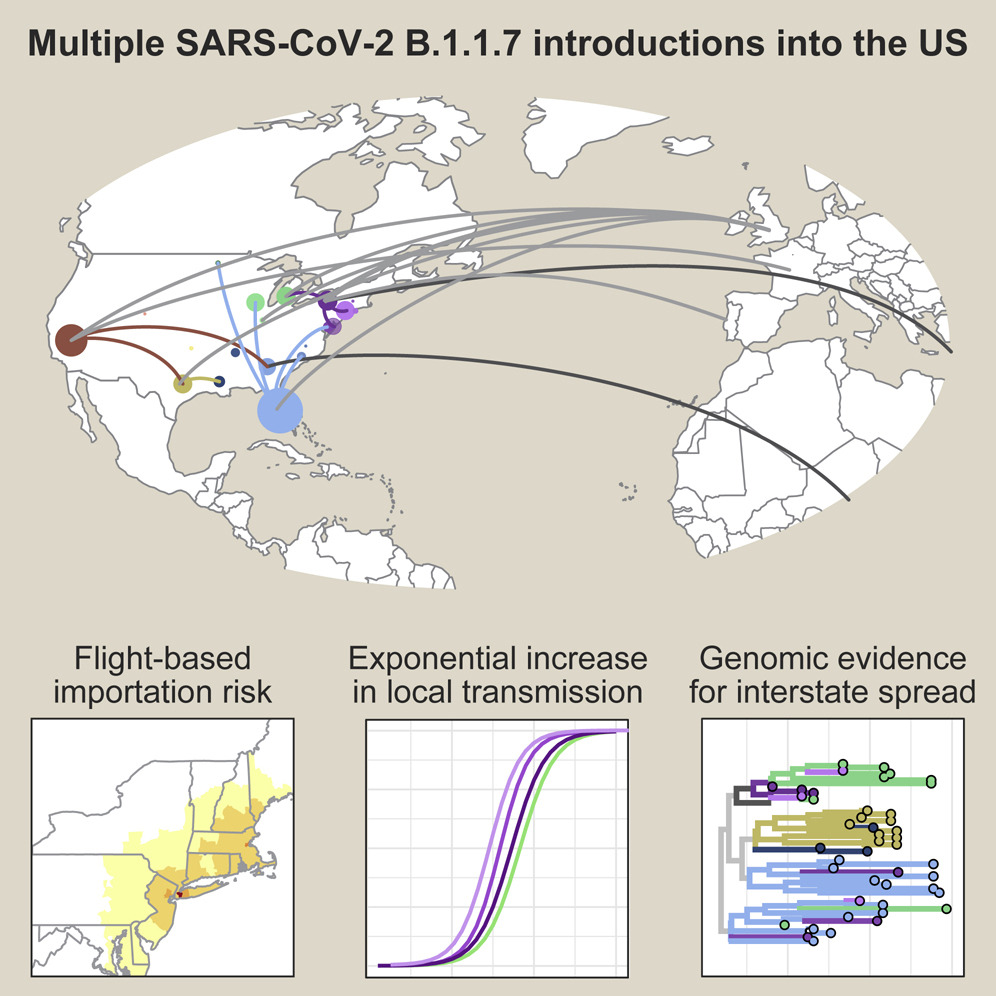 Multiple SARS-CoV-2 B.1.1.7 introductions into the US
Flight-based
importation risk
Exponential increase
in local transmission
Genomic evidence
for interstate spread